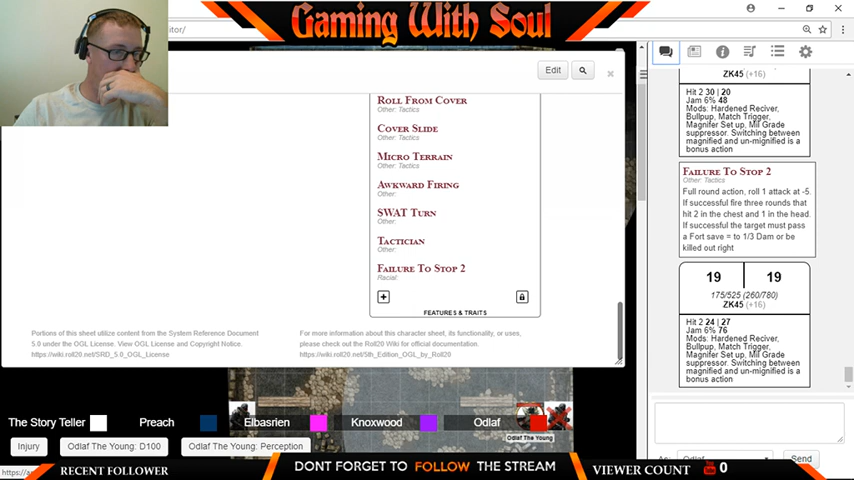 Gaming With Soul
itor/
Edit
Roll From Cover
Other: Tactics
Cover Slide
Other: Tactics
Micro Terrain
Other: Tactics
Awkward Firing
Other:
SWAT Turn
Other:
Tactician
Other:
Failure To Stop 2
Racial:
FEATURES & TRAITS
Portions of this sheet utilize content from the System Reference Document
5.0 under the OGL License. View OGL License and Copyright Notice.
https://wiki.roll20.net/SRD_5.0_OGL_License
For more information about this character sheet, its functionality, or uses,
please check out the Roll20 Wiki for official documentation.
https://wiki.roll20.net/5th_Edition_OGL_by_Roll20
ZK45 (+16)
Hit 2 30 | 20
Jam 6% 48
Mods: Hardened Reciver,
Bullpup, Match Trigger,
Magnifer Set up, Mil Grade
suppressor. Switching between
magnified and un-mignified is a
bonus action
Failure To Stop 2
Other: Tactics
Full round action, roll 1 attack at -5.
If successful fire three rounds that
hit 2 in the chest and 1 in the head.
If successful the target must pass
a Fort save = to 1/3 Dam or be
killed out right
19 | 19
175/525 (260/780)
ZK45 (+16)
Hit 2 24 | 27
Jam 6% 76
Mods: Hardened Reciver,
Bullpup, Match Trigger,
Magnifer Set up, Mil Grade
suppressor. Switching between
magnified and un-mignified is a
bonus action
As:
Odlaf
Send
The Story Teller
Preach
Elbasrien
Knoxwood
Odlaf
Odlaf The Young
Injury
Odlaf The Young: D100
Odlaf The Young: Perception
RECENT FOLLOWER
DONT FORGET TO FOLLOW THE STREAM
VIEWER COUNT
0